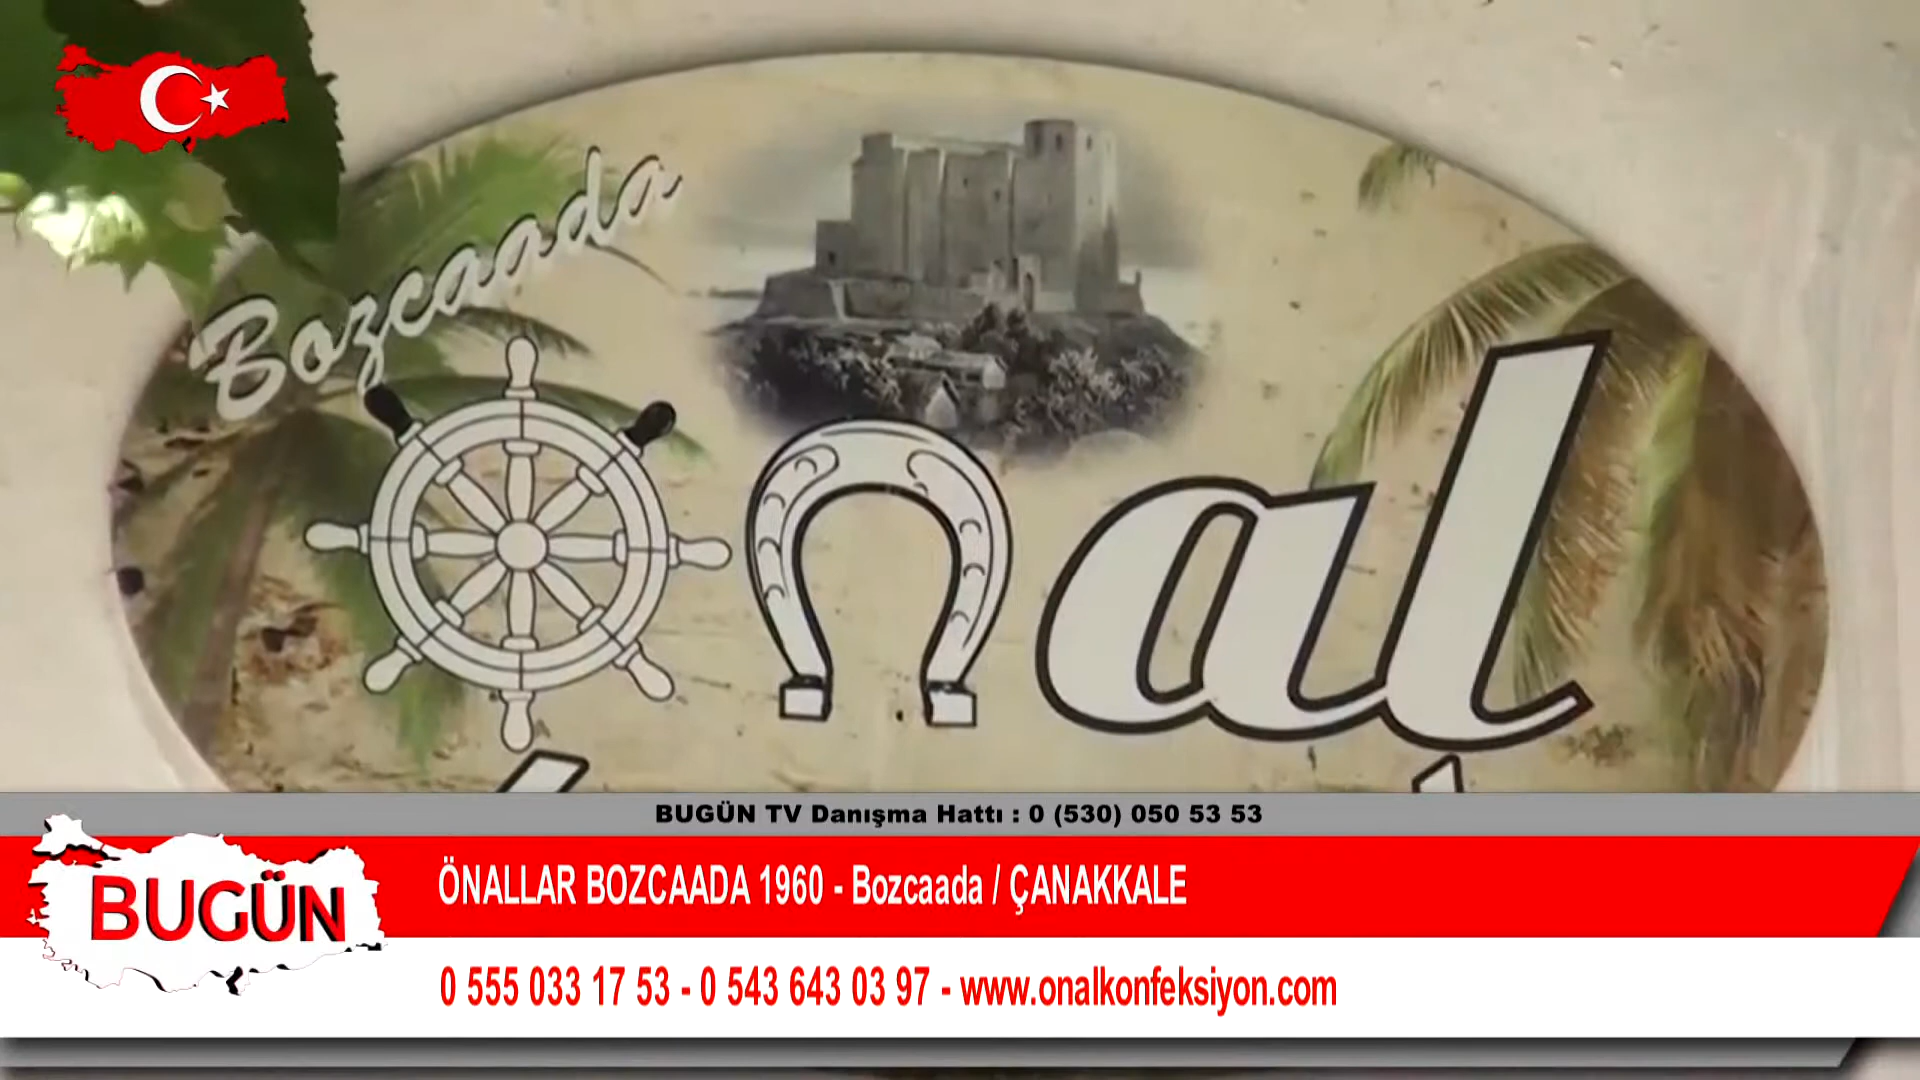 Bozcaada
önal
BUGÜN TV Danışma Hattı : 0 (530) 050 53 53
BUGÜN
ÖNALLAR BOZCAADA 1960 - Bozcaada / ÇANAKKALE
0 555 033 17 53 - 0 543 643 03 97 - www.onalkonfeksiyon.com